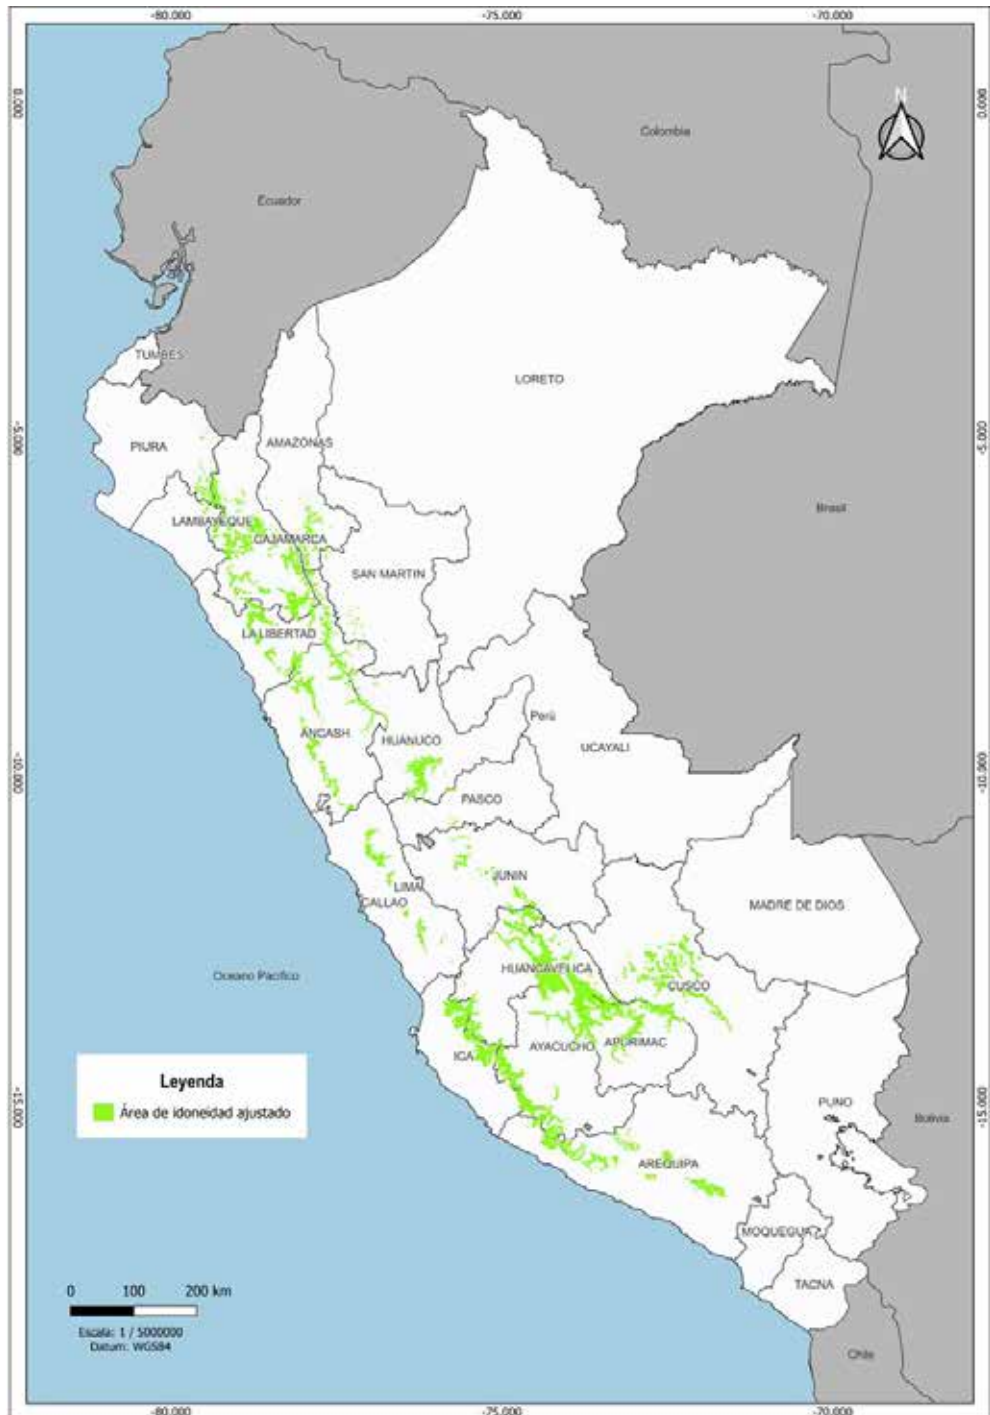 -80.000
-75.000
-70.000
0.000
0.000
N
Colombia
Ecuador
TUMBES
LORETO
-5.000
-5.000
PIURA
AMAZONAS
Brasil
LAMBAYEQUE
CAJAMARCA
SAN MARTIN
LA LIBERTAD
Perú
ANCASH
HUANUCO
UCAYALI
-10.000
-10.000
PASCO
JUNIN
LIMA
CALLAO
MADRE DE DIOS
HUANCAVELICA
Oceano Pacifico
CUSCO
ICA
AYACUCHO
APURIMAC
Leyenda
Área de idoneidad ajustado
-15.000
-15.000
PUNO
Bolivia
AREQUIPA
MOQUEGUA
TACNA
0 100 200 km
Escala: 1 / 5000000
Datum: WGS84
Chile
-80.000
-75.000
-70.000